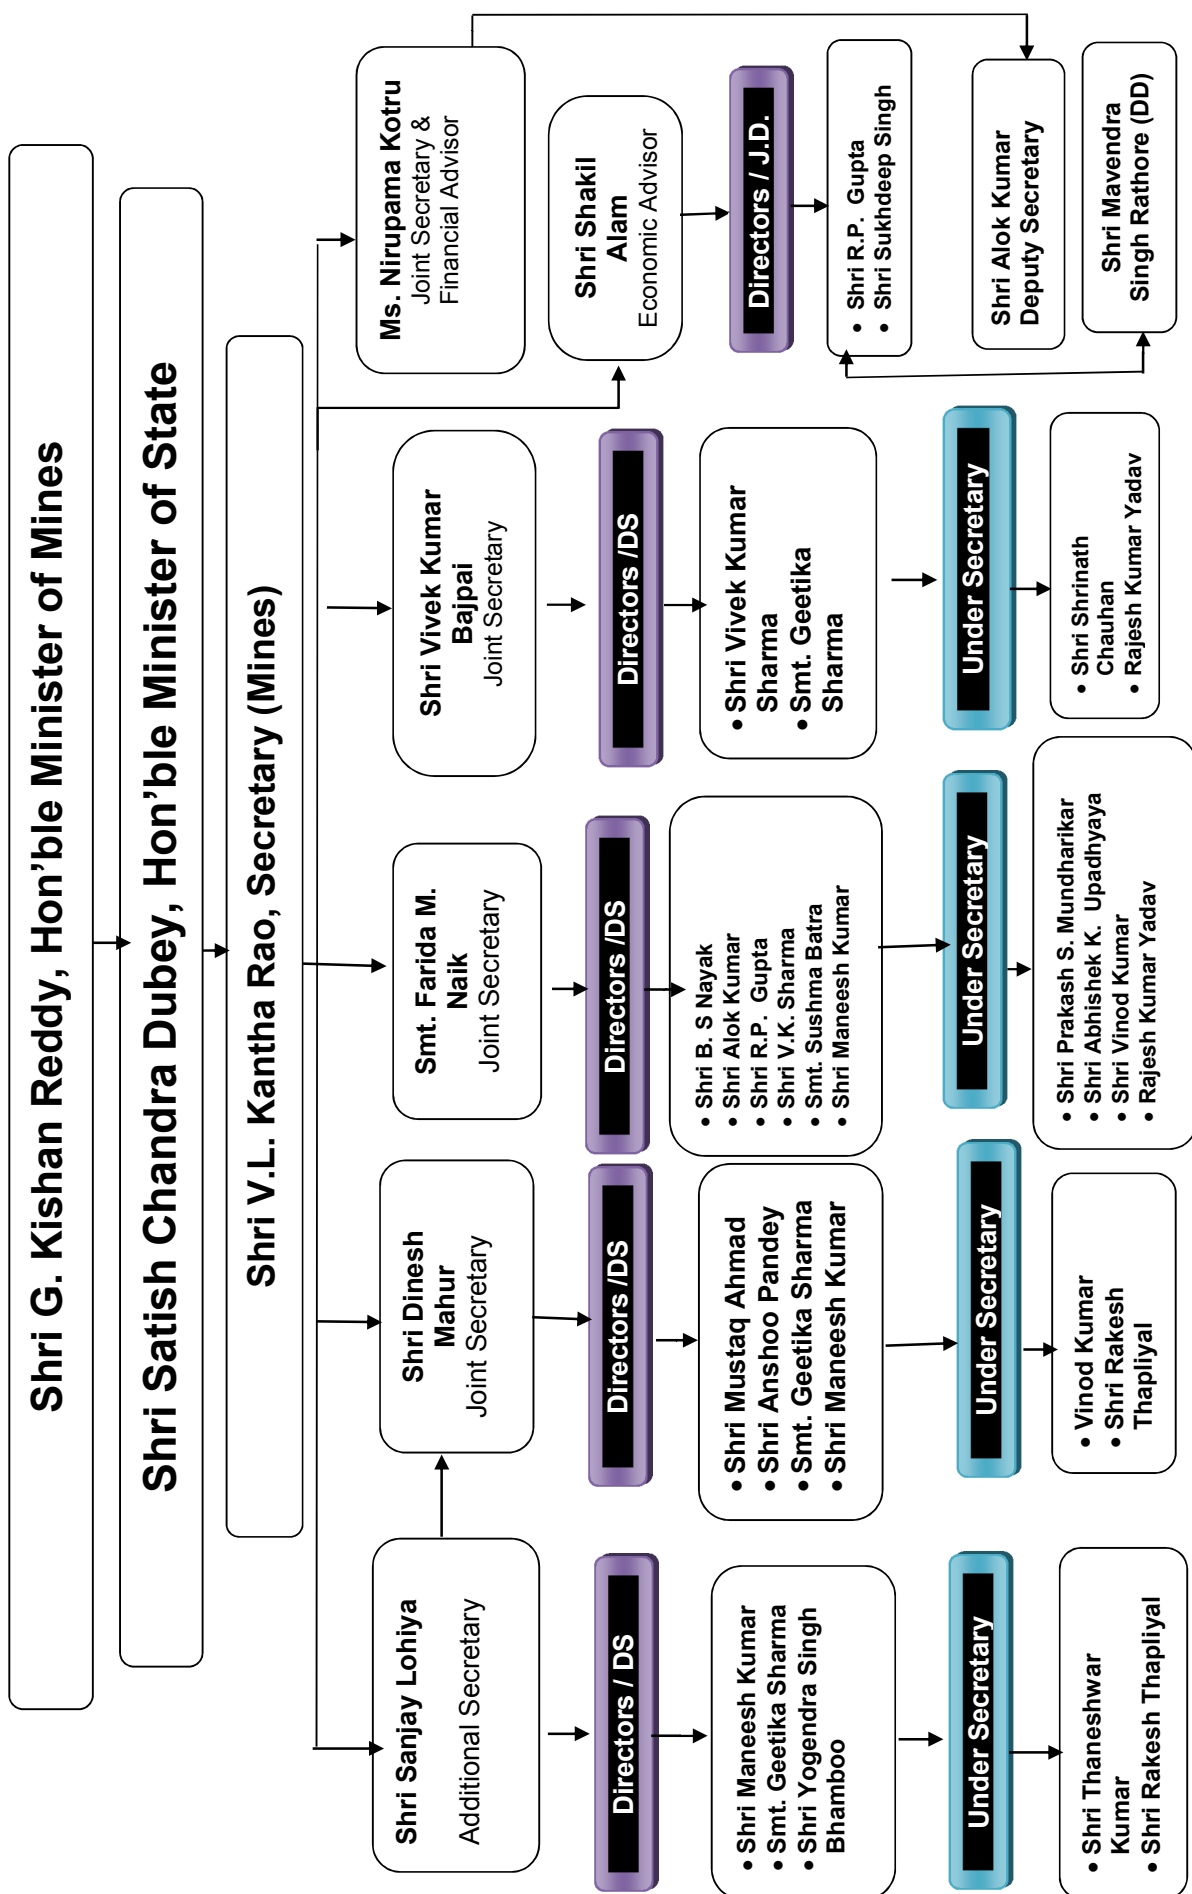 Shri G. Kishan Reddy, Hon'ble Minister of Mines
Shri Satish Chandra Dubey, Hon'ble Minister of State
Shri V.L. Kantha Rao, Secretary (Mines)
Shri Sanjay Lohiya
Additional Secretary
Shri Dinesh
Mahur
Joint Secretary
Smt. Farida M.
Naik
Joint Secretary
Shri Vivek Kumar
Bajpai
Joint Secretary
Ms. Nirupama Kotru
Joint Secretary &
Financial Advisor
Shri Shakil
Alam
Economic Advisor
Directors / DS
Directors /DS
Directors /DS
Directors /DS
Directors / J.D.
• Shri Maneesh Kumar
• Smt. Geetika Sharma
• Shri Yogendra Singh
Bhamboo
• Shri Mustaq Ahmad
• Shri Anshoo Pandey
• Smt. Geetika Sharma
• Shri Maneesh Kumar
• Shri B. S Nayak
• Shri Alok Kumar
• Shri R.P. Gupta
• Shri V.K. Sharma
• Smt. Sushma Batra
• Shri Maneesh Kumar
• Shri Vivek Kumar
Sharma
• Smt. Geetika
Sharma
• Shri R.P. Gupta
• Shri Sukhdeep Singh
Under Secretary
Under Secretary
Under Secretary
Under Secretary
Shri Alok Kumar
Deputy Secretary
• Shri Thaneshwar
Kumar
• Shri Rakesh Thapliyal
• Vinod Kumar
• Shri Rakesh
Thapliyal
• Shri Prakash S. Mundharikar
• Shri Abhishek K. Upadhyaya
• Shri Vinod Kumar
• Rajesh Kumar Yadav
• Shri Shrinath
Chauhan
• Rajesh Kumar Yadav
Shri Mavendra
Singh Rathore (DD)